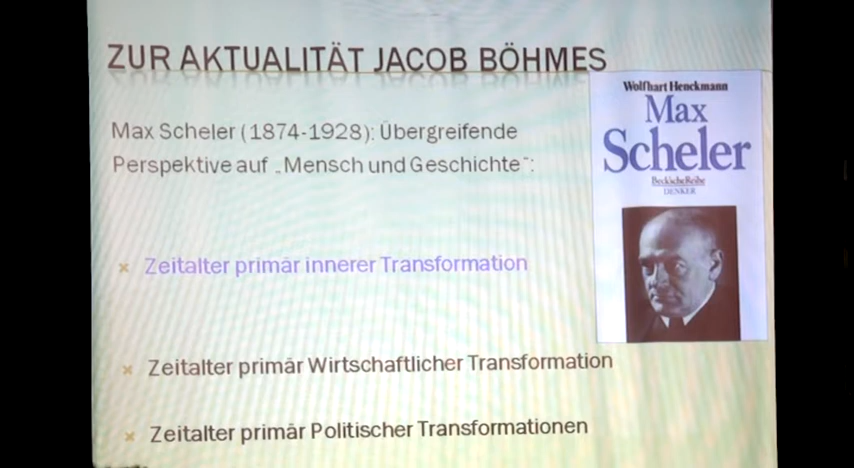 ZUR AKTUALITÄT JACOB BÖHMES
Max Scheler (1874-1928): Übergreifende
Perspektive auf „Mensch und Geschichte“:
× Zeitalter primär innerer Transformation
× Zeitalter primär Wirtschaftlicher Transformation
× Zeitalter primär Politischer Transformationen
Wolfhart Henckmann
Max
Scheler
Beck'sche Reihe
DENKER